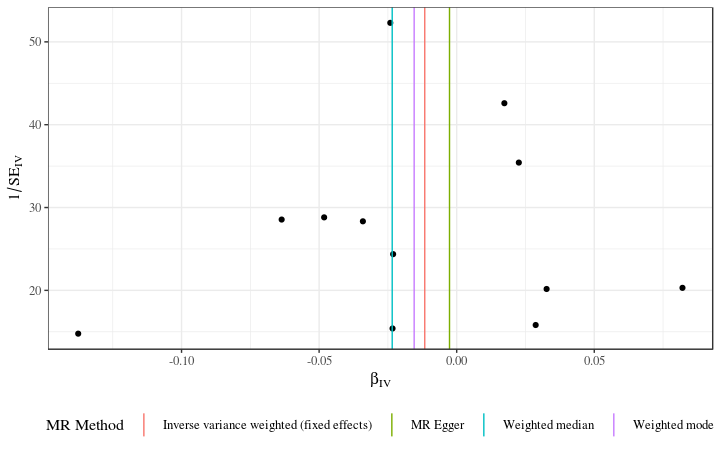 50
40
30
20
1/SE_IV
-0.10 -0.05 0.00 0.05
β_IV
MR Method Inverse variance weighted (fixed effects) MR Egger Weighted median Weighted mode